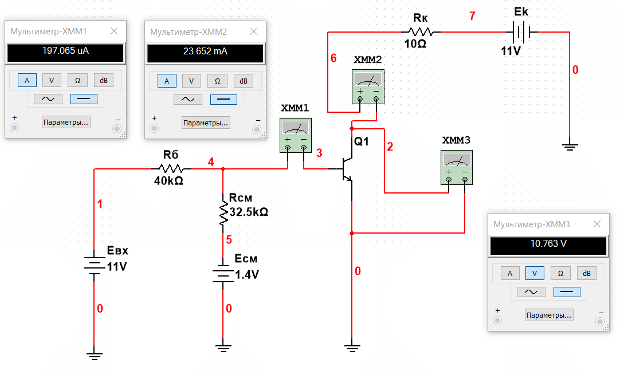 Мультиметр-XMM1
197.065 uA
A V Ω dB
Параметры...
+ −
Мультиметр-XMM2
23.652 mA
A V Ω dB
Параметры...
+ −
7
Rк
10Ω
Eк
11V
6
0
XMM2
XMM1
Q1
3
2
XMM3
Rб
40kΩ
4
Rсм
32.5kΩ
1
5
Eвх
11V
Eсм
1.4V
0
0
0
Мультиметр-XMM3
10.763 V
A V Ω dB
Параметры...
+ −